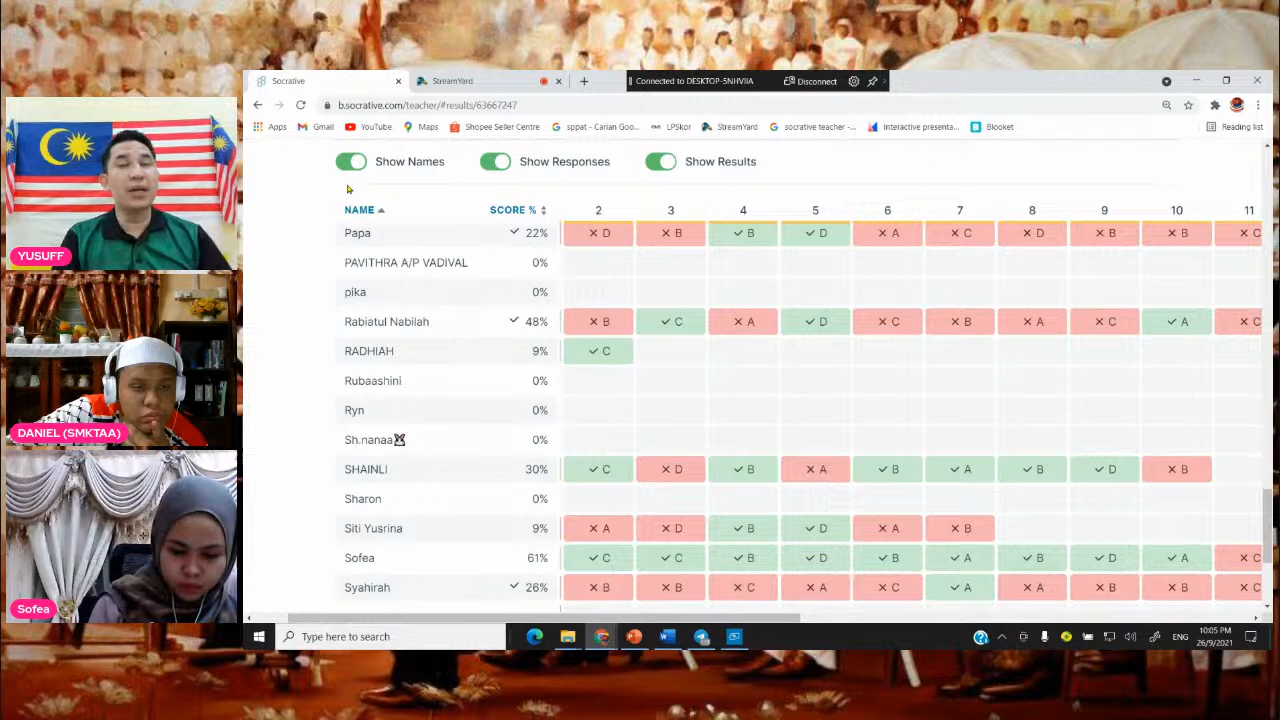 Socrative
StreamYard
Connected to DESKTOP-5NHVIIA
Disconnect
b.socrative.com/teacher/#results/63667247
Apps
Gmail
YouTube
Maps
Shopee Seller Centre
sppat - Carian Goo...
LPSkor
StreamYard
socrative teacher -...
Interactive presenta...
Blooket
Reading list
Show Names
Show Responses
Show Results
NAME SCORE % 2 3 4 5 6 7 8 9 10 11
Papa 22% D B B D A C D B B C
PAVITHRA A/P VADIVAL 0%
pika 0%
Rabiatul Nabilah 48% B C A D C B A C A C
RADHIAH 9% C
Rubaashini 0%
Ryn 0%
Sh.nanaa 0%
SHAINLI 30% C D B A B A B D B
Sharon 0%
Siti Yusrina 9% A D B D A B
Sofea 61% C C B D B A B D A C
Syahirah 26% B B C A C A A B B C
YUSUFF
DANIEL (SMKTAA)
Sofea
Type here to search
ENG
10:05 PM
26/9/2021